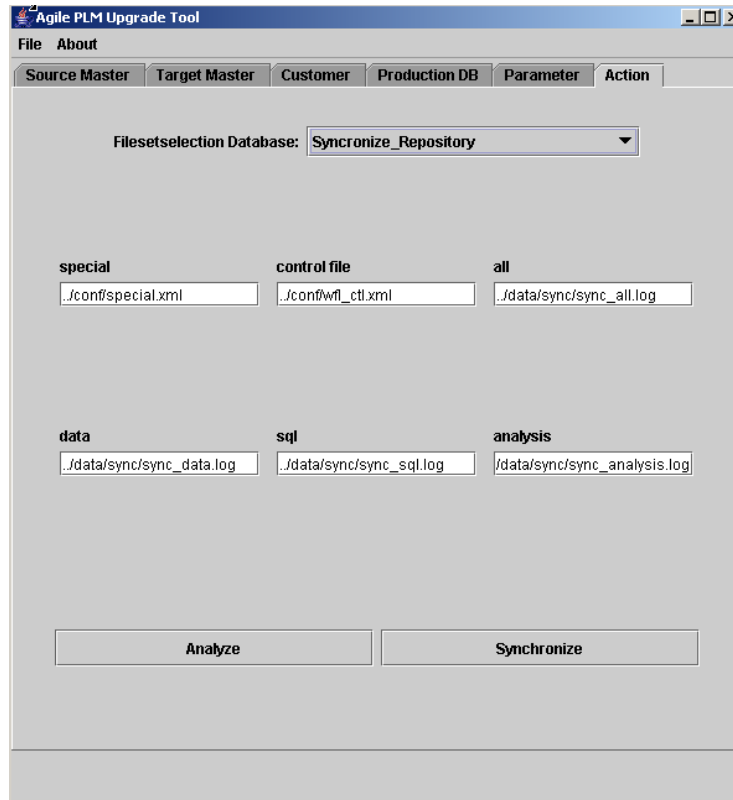 Agile PLM Upgrade Tool
File About
Source Master Target Master Customer Production DB Parameter Action
Filesetselection Database: Syncronize_Repository
special control file all
../conf/special.xml ../conf/wfl_ctl.xml ../data/sync/sync_all.log
data sql analysis
../data/sync/sync_data.log ../data/sync/sync_sql.log /data/sync/sync_analysis.log
Analyze Synchronize